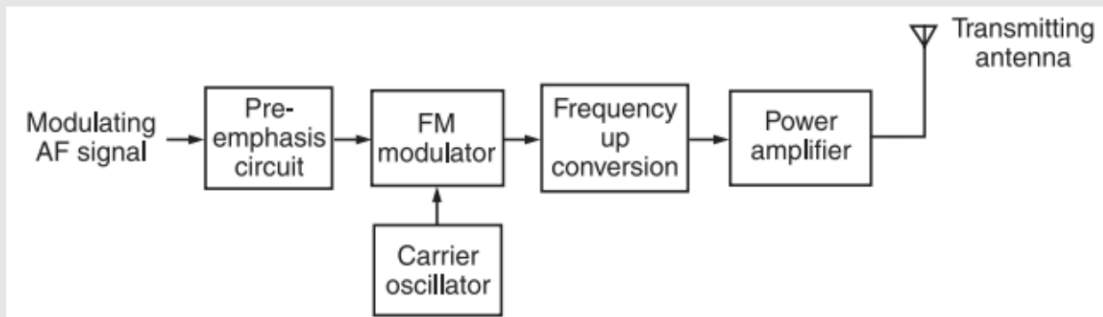 Transmitting
antenna
Modulating
AF signal
Pre-
emphasis
circuit
FM
modulator
Frequency
up
conversion
Power
amplifier
Carrier
oscillator